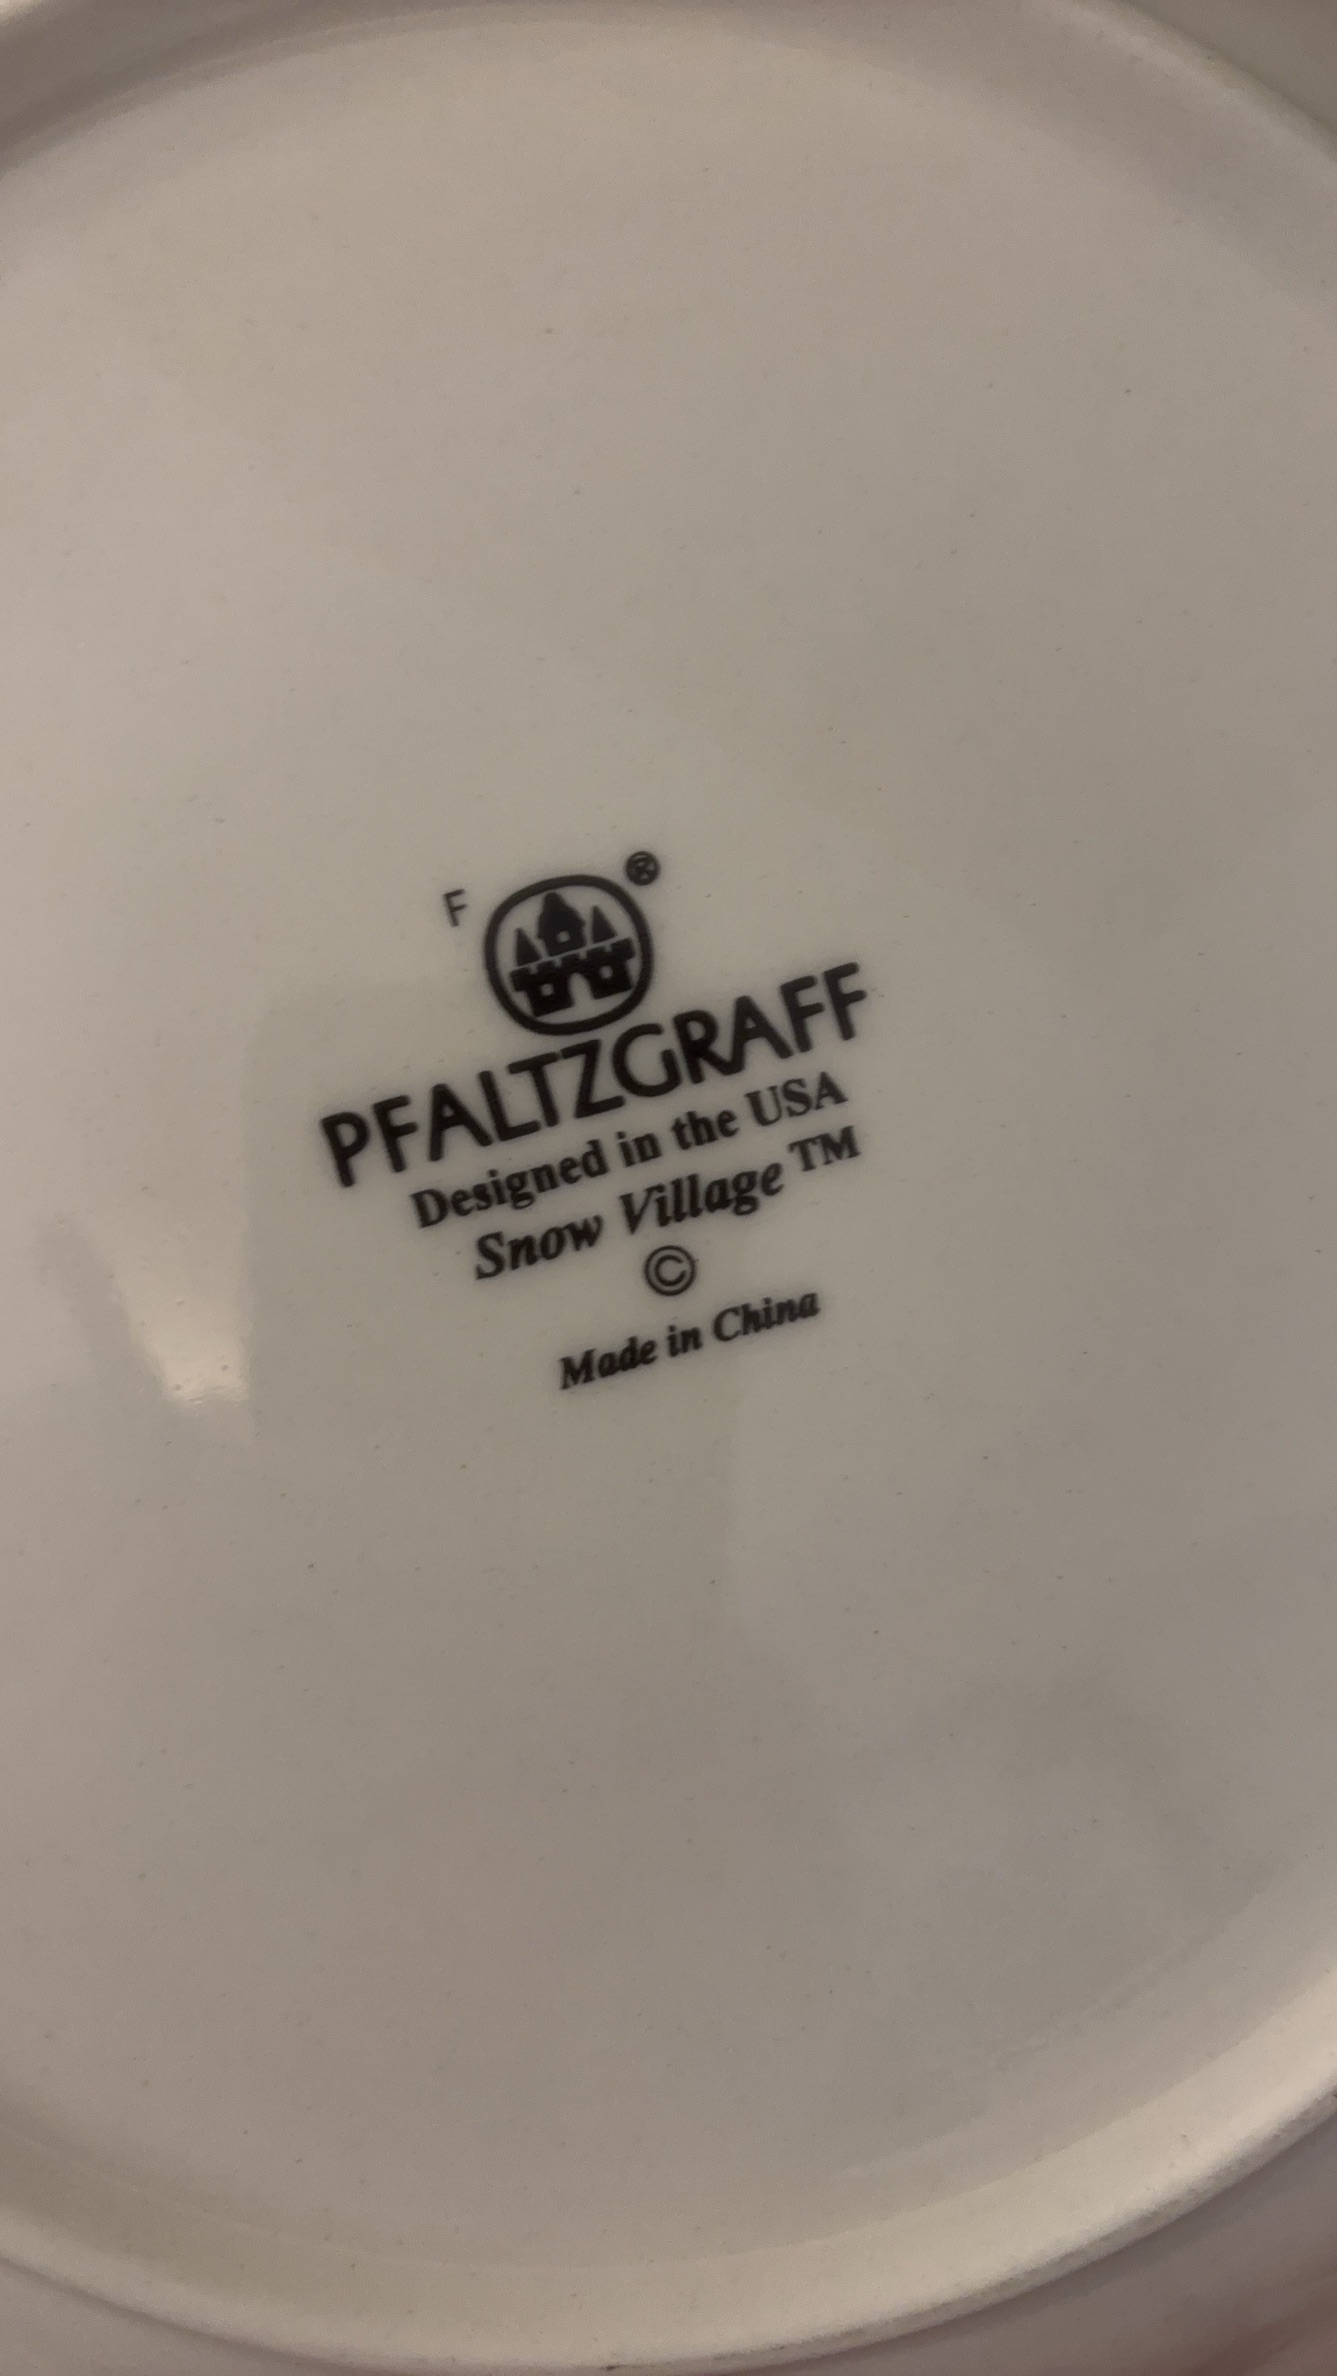 F ®
PFALTZGRAFF
Designed in the USA
Snow Village TM
©
Made in China